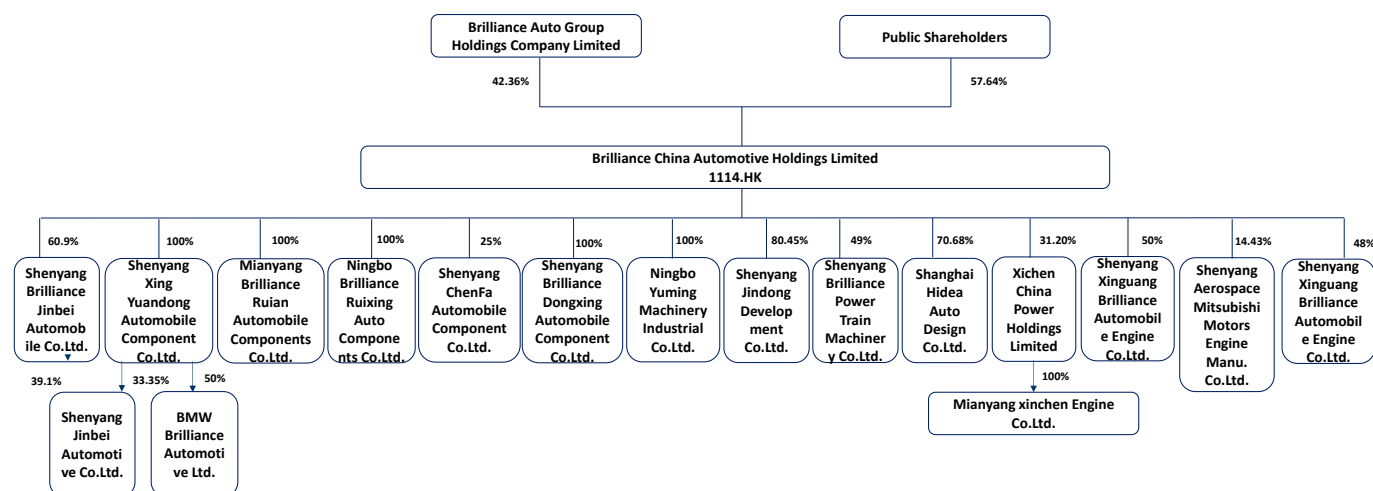 Brilliance Auto Group
Holdings Company Limited
Public Shareholders
42.36%
57.64%
Brilliance China Automotive Holdings Limited
1114.HK
60.9%
100%
100%
100%
25%
100%
100%
80.45%
49%
70.68%
31.20%
50%
14.43%
48%
Shenyang
Brilliance
Jinbei
Automob
ile Co.Ltd.
Shenyang
Xing
Yuandong
Automobile
Component
Co.Ltd.
Mianyang
Brilliance
Ruian
Automobile
Components
Co.Ltd.
Ningbo
Brilliance
Ruixing
Auto
Compone
nts Co.Ltd.
Shenyang
ChenFa
Automobile
Component
Co.Ltd.
Shenyang
Brilliance
Dongxing
Automobile
Component
Co.Ltd.
Ningbo
Yuming
Machinery
Industrial
Co.Ltd.
Shenyang
Jindong
Develop
ment
Co.Ltd.
Shenyang
Brilliance
Power
Train
Machiner
y Co.Ltd.
Shanghai
Hidea
Auto
Design
Co.Ltd.
Xichen
China
Power
Holdings
Limited
Shenyang
Xinguang
Brilliance
Automobil
e Engine
Co.Ltd.
Shenyang
Aerospace
Mitsubishi
Motors
Engine
Manu.
Co.Ltd.
Shenyang
Xinguang
Brilliance
Automobil
e Engine
Co.Ltd.
39.1%
33.35%
50%
100%
Shenyang
Jinbei
Automoti
ve Co.Ltd.
BMW
Brilliance
Automoti
ve Ltd.
Mianyang xinchen Engine
Co.Ltd.